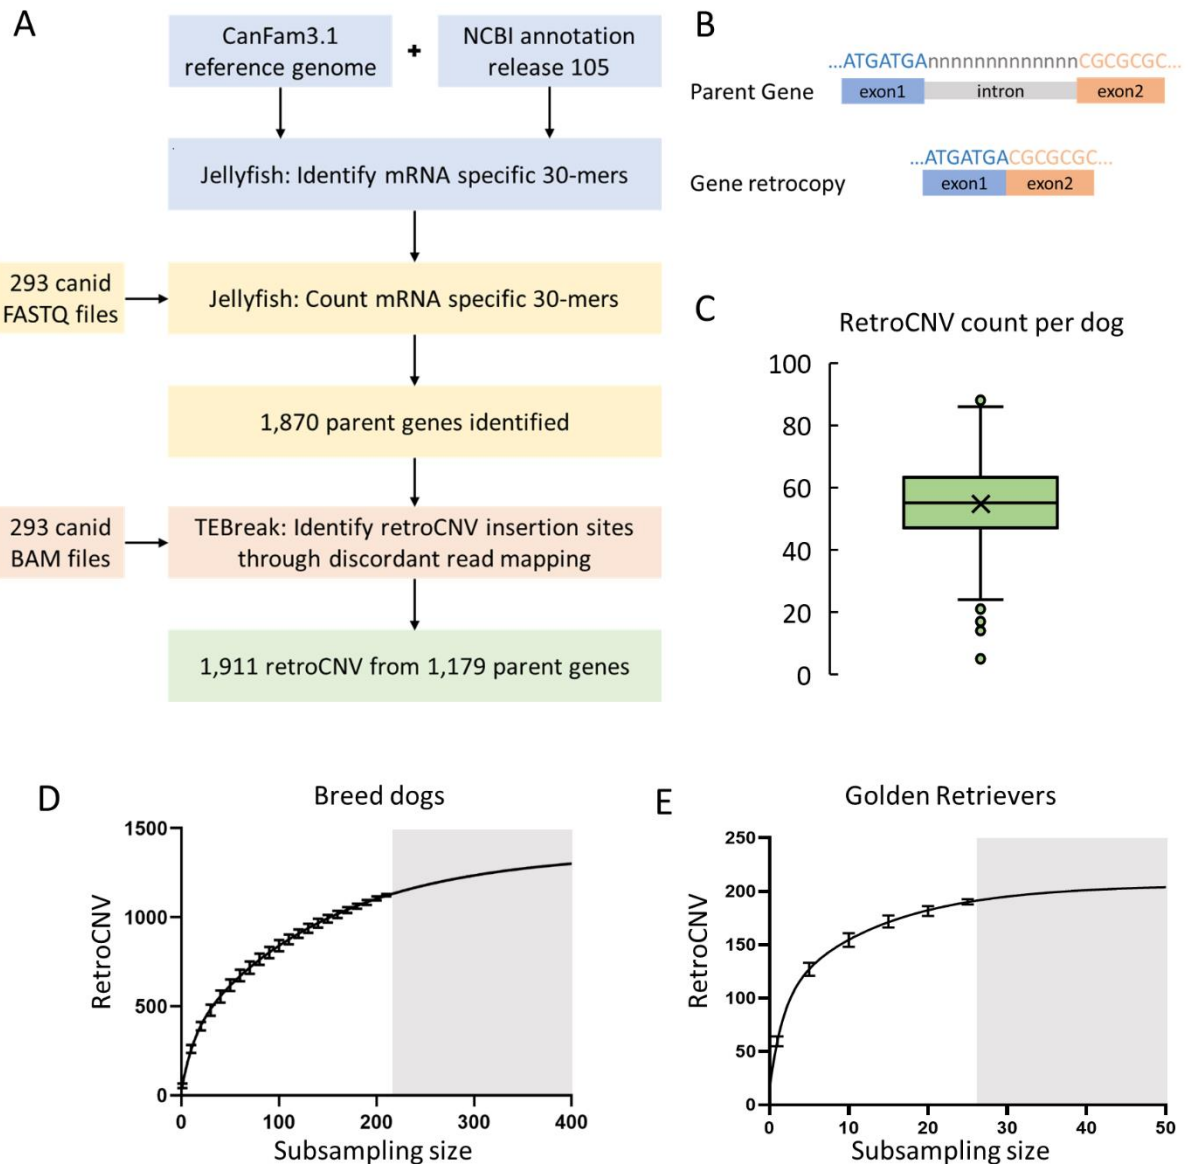 A
CanFam3.1
reference genome
+
NCBI annotation
release 105
Jellyfish: Identify mRNA specific 30-mers
293 canid
FASTQ files
Jellyfish: Count mRNA specific 30-mers
1,870 parent genes identified
293 canid
BAM files
TEBreak: Identify retroCNV insertion sites
through discordant read mapping
1,911 retroCNV from 1,179 parent genes
B
...ATGATGAnnnnnnnnnnnnnCGCGCGC...
Parent Gene
exon1
intron
exon2
...ATGATGACGCGCGC...
Gene retrocopy
exon1
exon2
C
RetroCNV count per dog
100
80
60
40
20
0
D
Breed dogs
RetroCNV
1500
1000
500
0
0 100 200 300 400
Subsampling size
E
Golden Retrievers
RetroCNV
250
200
150
100
50
0
0 10 20 30 40 50
Subsampling size